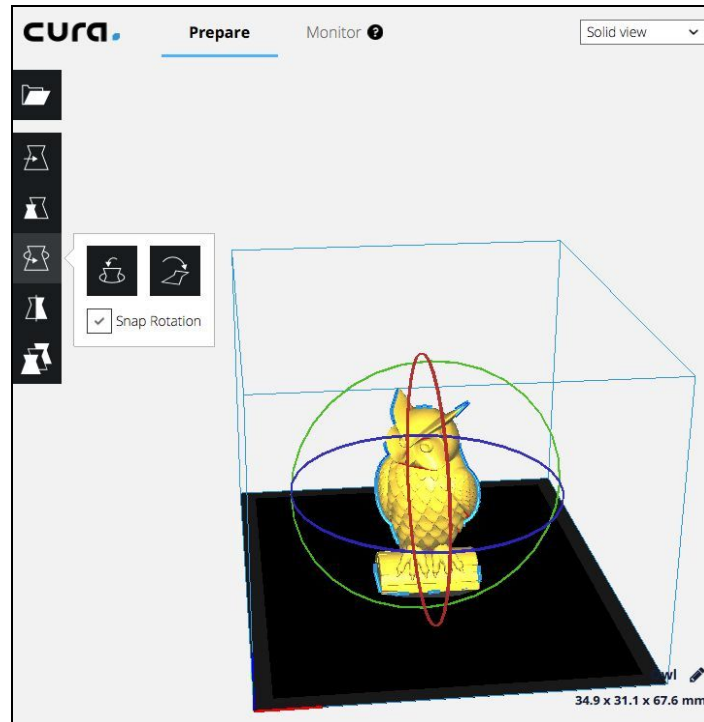 cura.
Prepare
Monitor ?
Solid view
Snap Rotation
34.9 x 31.1 x 67.6 mm